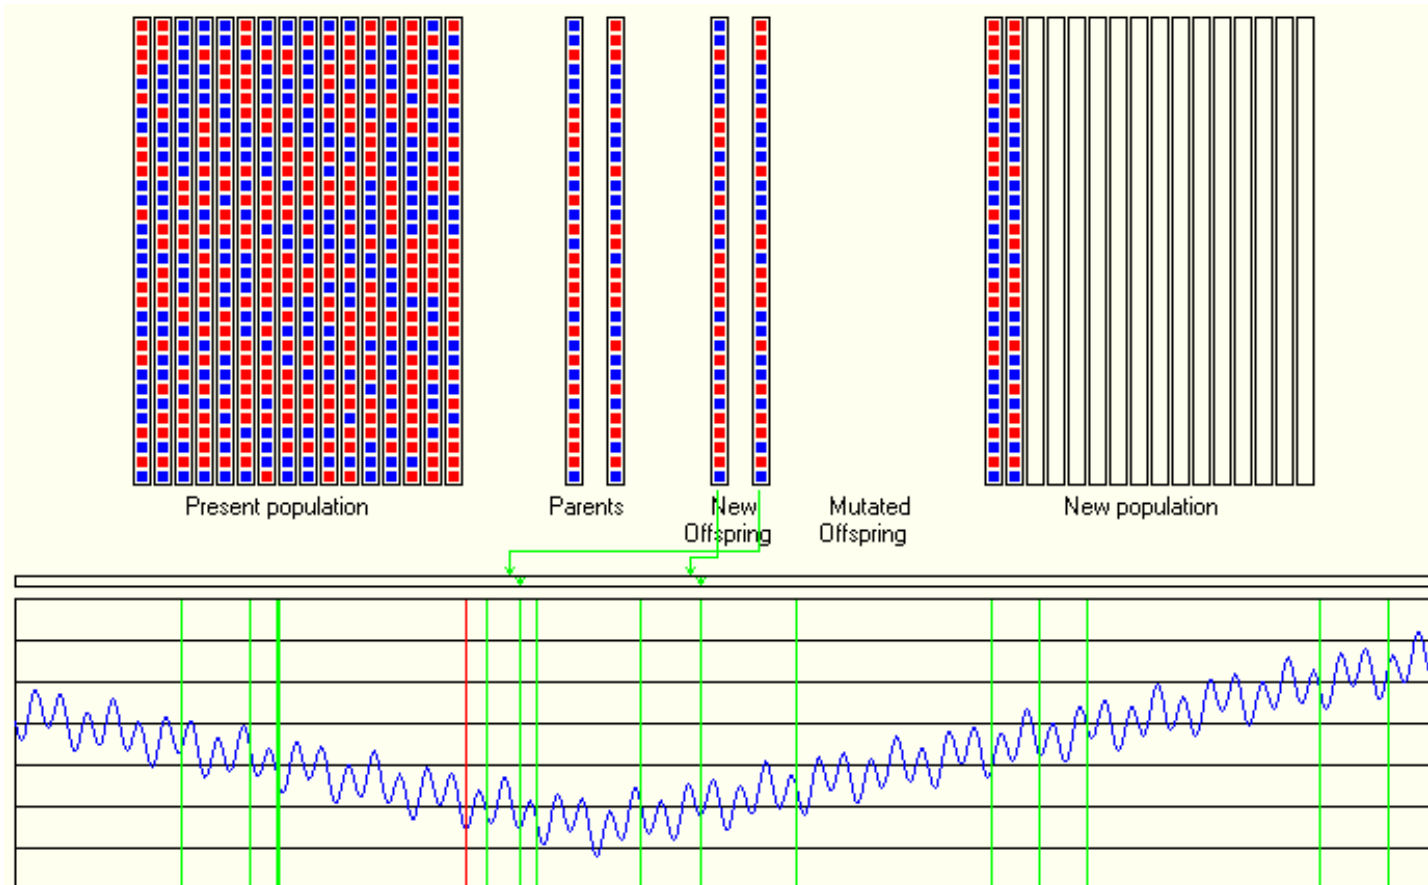 Present population
Parents
New
Offspring
Mutated
Offspring
New population